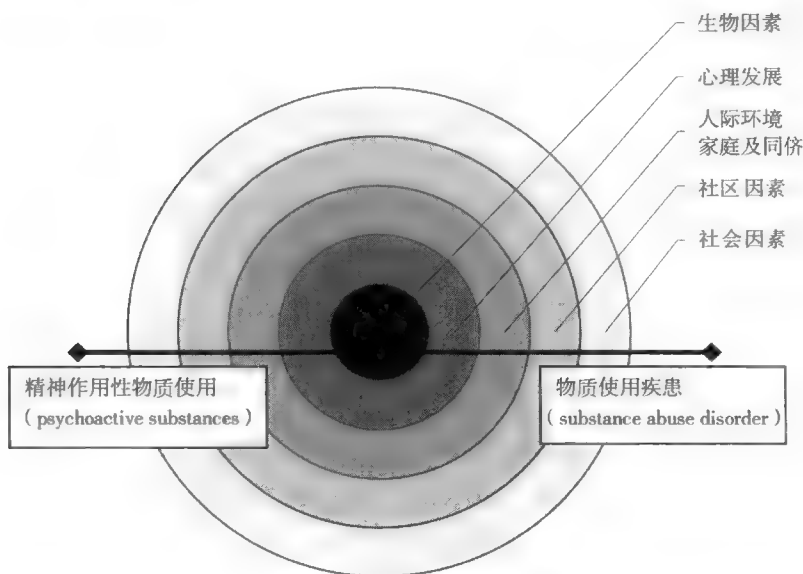 生物因素
心理发展
人际环境
家庭及同侪
社区因素
社会因素
精神作用性物质使用
( psychoactive substances )
物质使用疾患
( substance abuse disorder )